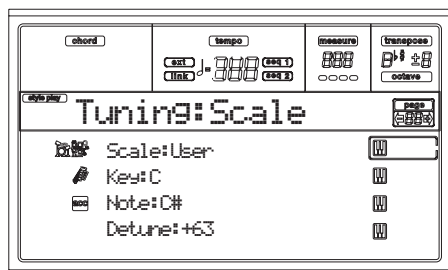 chord tempo measure transpose
ext seq 1
link seq 2
octave
style play Tuning:Scale page
Scale:User
Key:C
acc Note:C#
Detune:+63